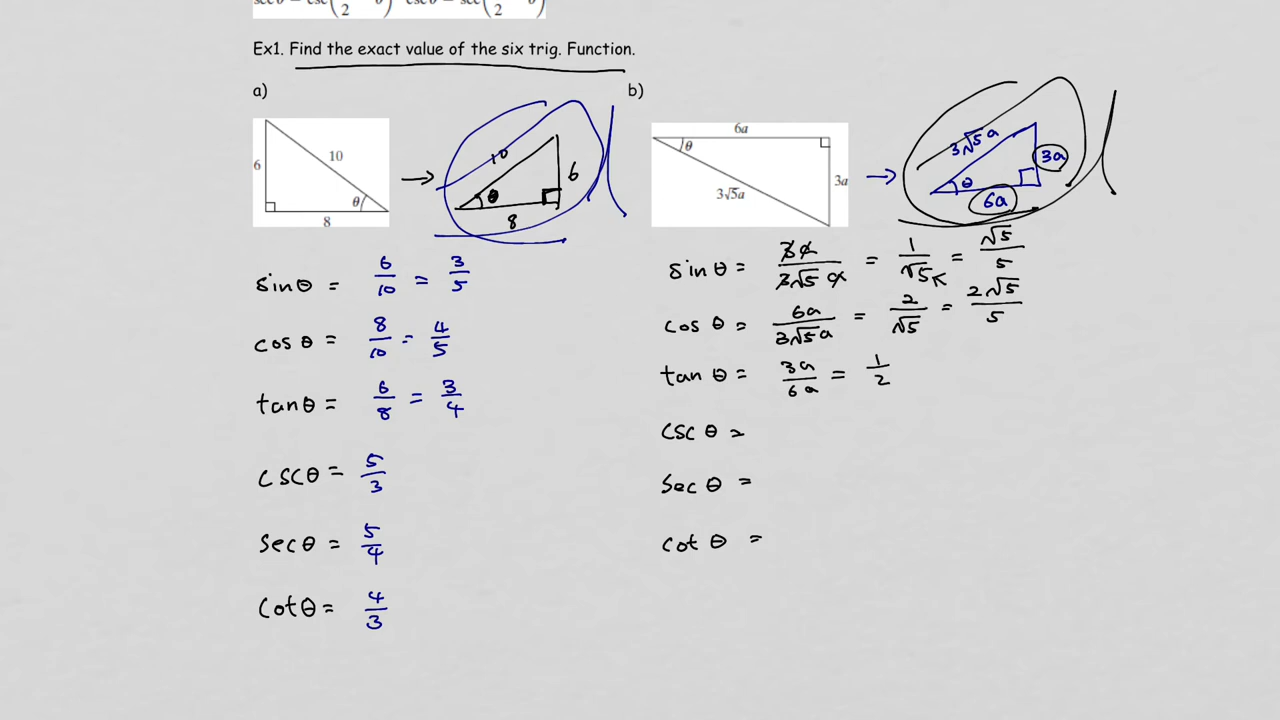 Ex1. Find the exact value of the six trig. Function.
a)
6
10
θ
8
→
10
6
θ
8
sinθ = 6/10 = 3/5
cosθ = 8/10 = 4/5
tanθ = 6/8 = 3/4
cscθ = 5/3
secθ = 5/4
cotθ = 4/3
b)
6a
θ
3√5a
3a
→
3√5a
3a
θ
6a
sinθ = 3a/3√5a = 1/√5 = √5/5
cosθ = 6a/3√5a = 2/√5 = 2√5/5
tanθ = 3a/6a = 1/2
cscθ =
secθ =
cotθ =